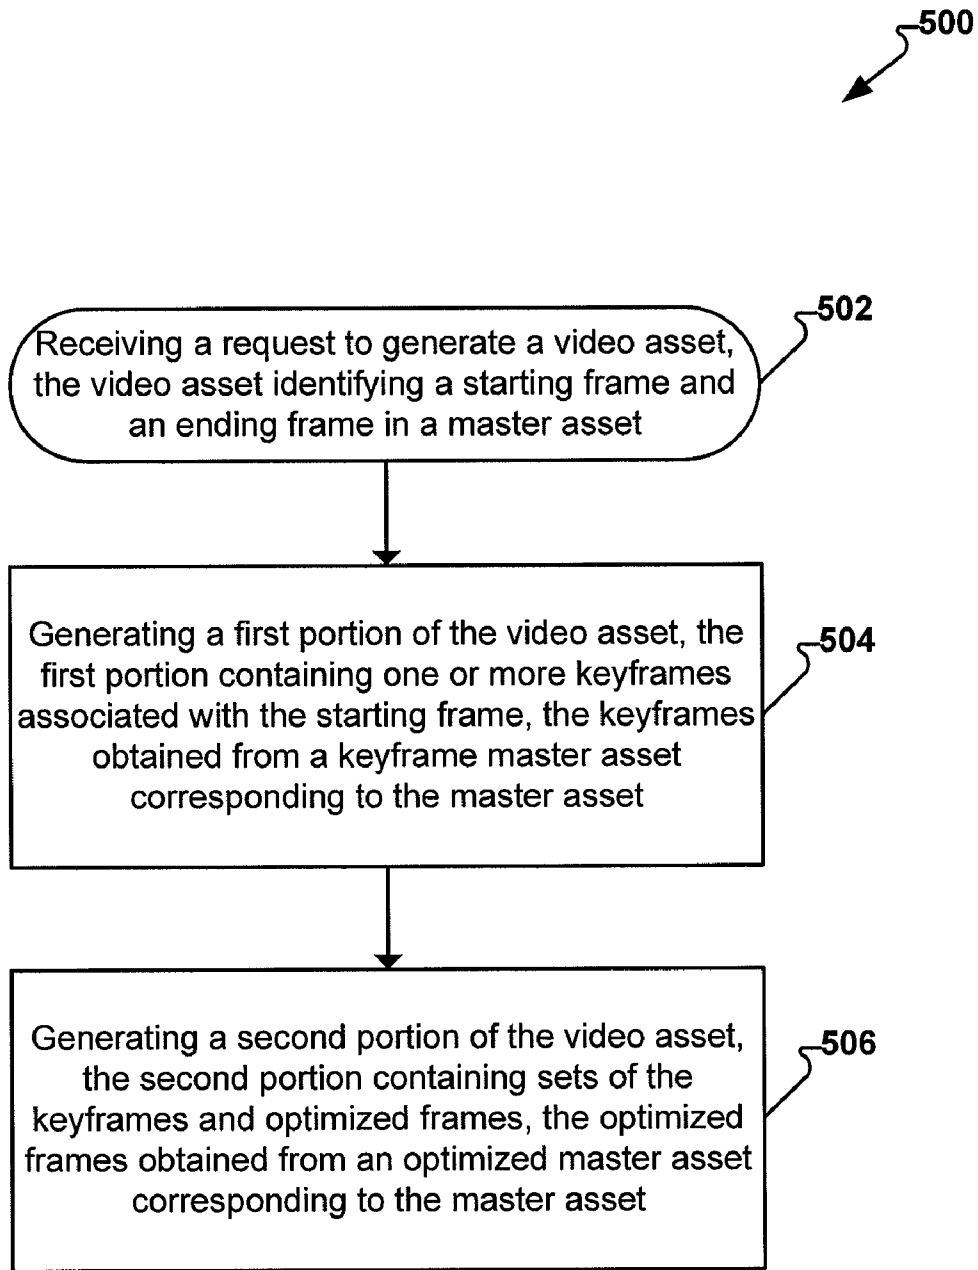 500
502
Receiving a request to generate a video asset,
the video asset identifying a starting frame and
an ending frame in a master asset
504
Generating a first portion of the video asset, the
first portion containing one or more keyframes
associated with the starting frame, the keyframes
obtained from a keyframe master asset
corresponding to the master asset
506
Generating a second portion of the video asset,
the second portion containing sets of the
keyframes and optimized frames, the optimized
frames obtained from an optimized master asset
corresponding to the master asset